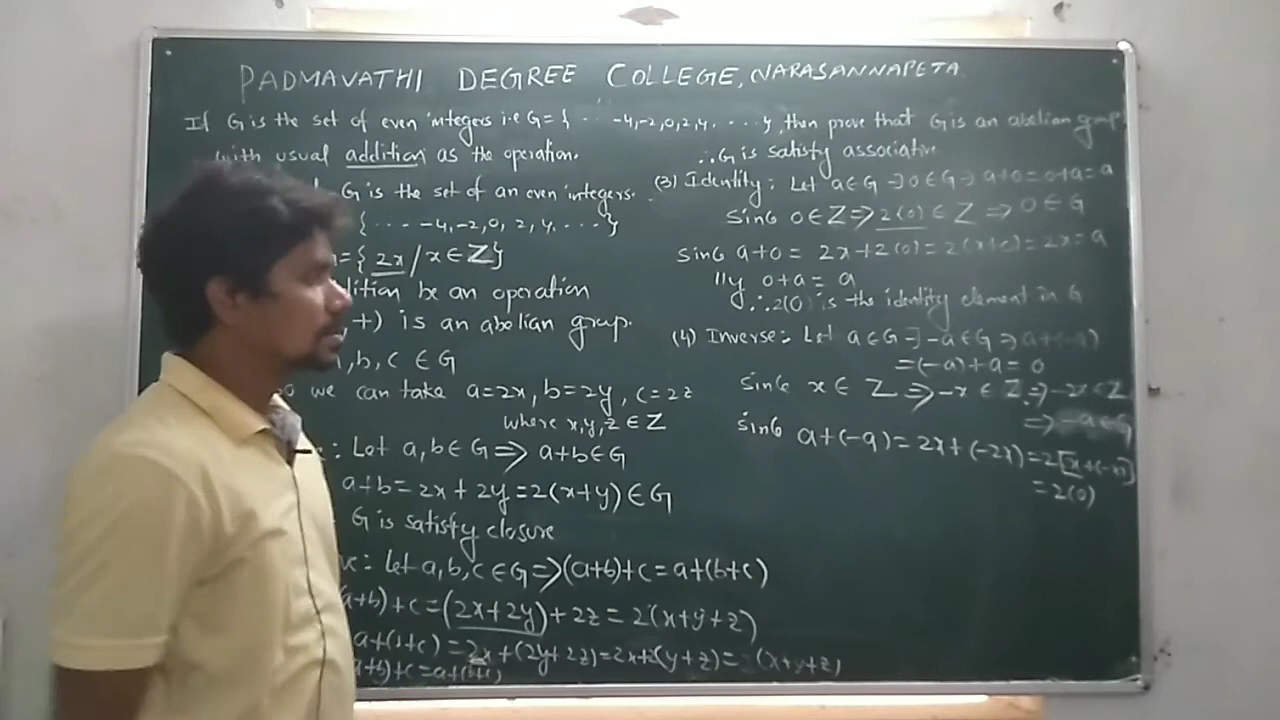 PADMAVATHI DEGREE COLLEGE, NARASANNAPETA
If G is the set of even integers i.e G = { ... -4, -2, 0, 2, 4, ... }, then prove that G is an abelian group
with usual addition as the operation.
G is the set of an even integers.
{ ... -4, -2, 0, 2, 4, ... }
= { 2x / x ∈ Z }
dition be an operation
+) is an abelian group.
, b, c ∈ G
so we can take a = 2x, b = 2y, c = 2z
where x, y, z ∈ Z
: Let a, b ∈ G ⇒ a+b ∈ G
a+b = 2x + 2y = 2(x+y) ∈ G
G is satisfy closure
: Let a, b, c ∈ G ⇒ (a+b)+c = a+(b+c)
(a+b)+c = (2x+2y)+2z = 2(x+y+z)
a+(b+c) = 2x+(2y+2z) = 2x+2(y+z) = 2(x+y+z)
a+b)+c = a+(b+c)
∴ G is satisfy associative
(3) Identity: Let a ∈ G ∃ 0 ∈ G ∋ a+0 = 0+a = a
Since 0 ∈ Z ⇒ 2(0) ∈ Z ⇒ 0 ∈ G
Since a+0 = 2x+2(0) = 2(x+0) = 2x = a
lly 0+a = a
∴ 2(0) is the identity element in G
(4) Inverse: Let a ∈ G ∃ -a ∈ G ∋ a+(-a)
= (-a)+a = 0
Since x ∈ Z ⇒ -x ∈ Z ⇒ -2x ∈ Z
⇒ -a ∈ G
Since a+(-a) = 2x+(-2x) = 2[x+(-x)]
= 2(0)